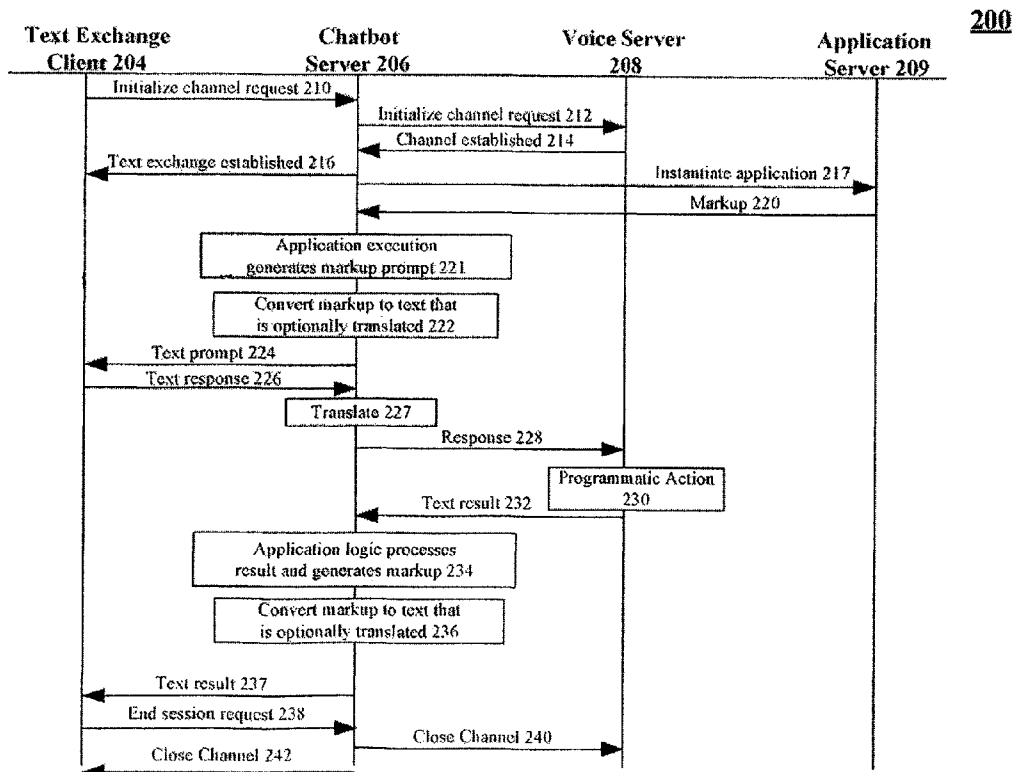 200
Text Exchange
Client 204
Chatbot
Server 206
Voice Server
208
Application
Server 209
Initialize channel request 210
Initialize channel request 212
Channel established 214
Text exchange established 216
Instantiate application 217
Markup 220
Application execution
generates markup prompt 221
Convert markup to text that
is optionally translated 222
Text prompt 224
Text response 226
Translate 227
Response 228
Programmatic Action
230
Text result 232
Application logic processes
result and generates markup 234
Convert markup to text that
is optionally translated 236
Text result 237
End session request 238
Close Channel 240
Close Channel 242